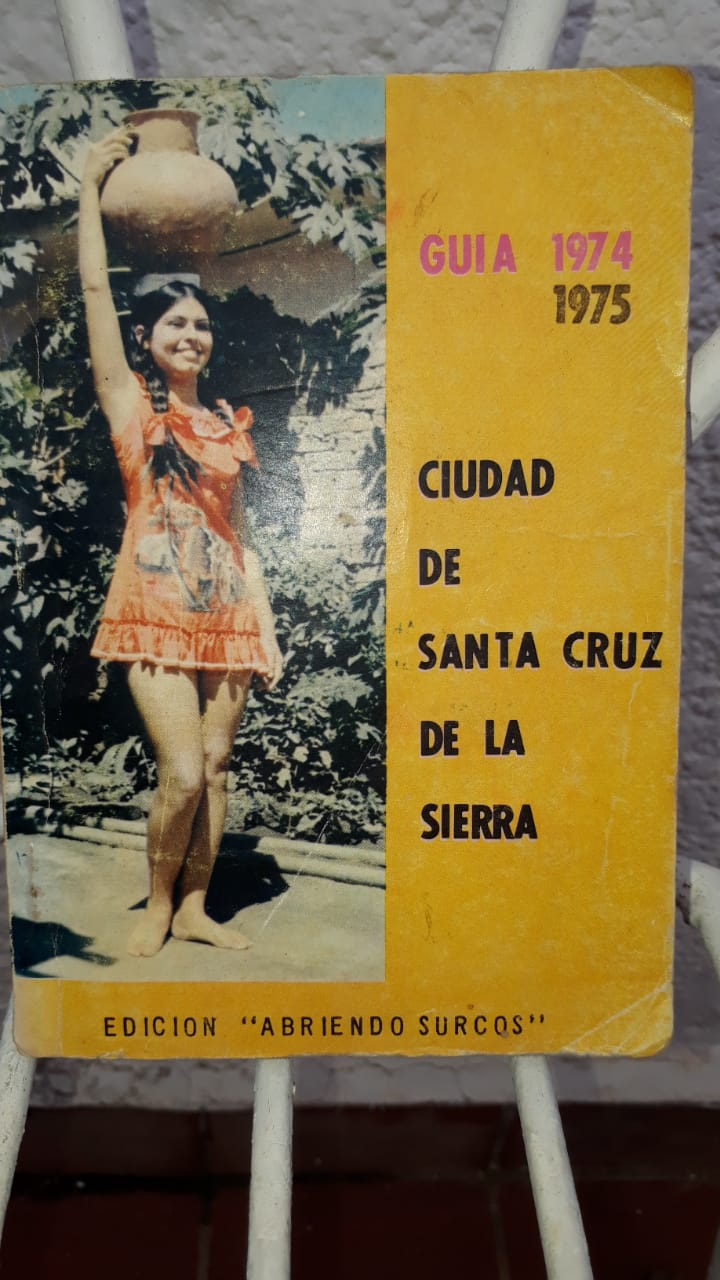 GUIA 1974
1975
CIUDAD
DE
SANTA CRUZ
DE LA
SIERRA
EDICION "ABRIENDO SURCOS"